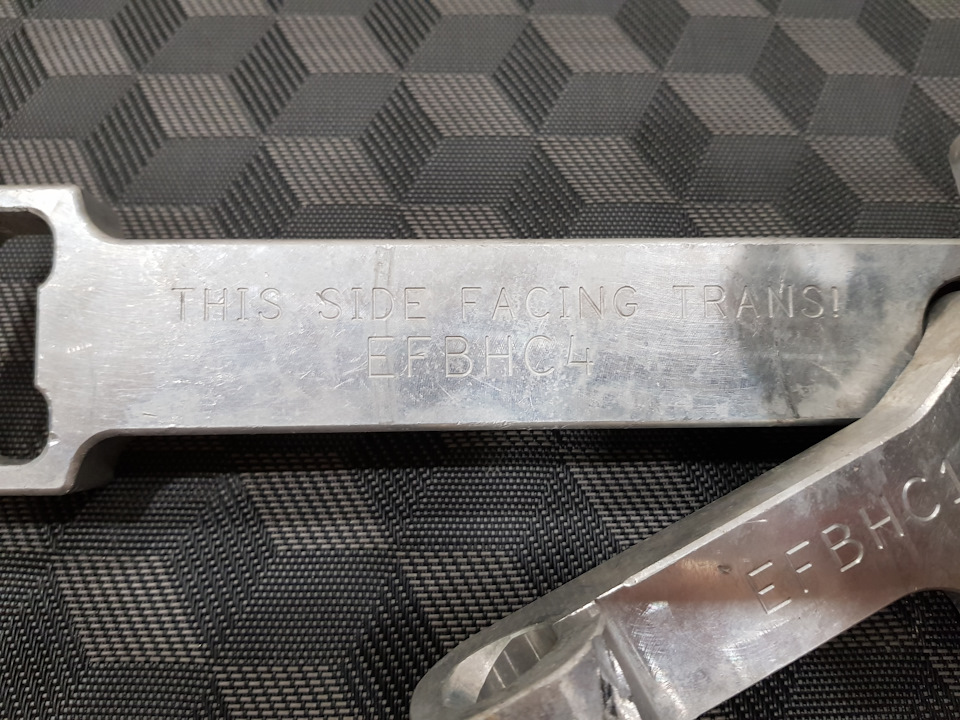 THIS SIDE FACING TRANS!
EFBHC4
EFBHC1